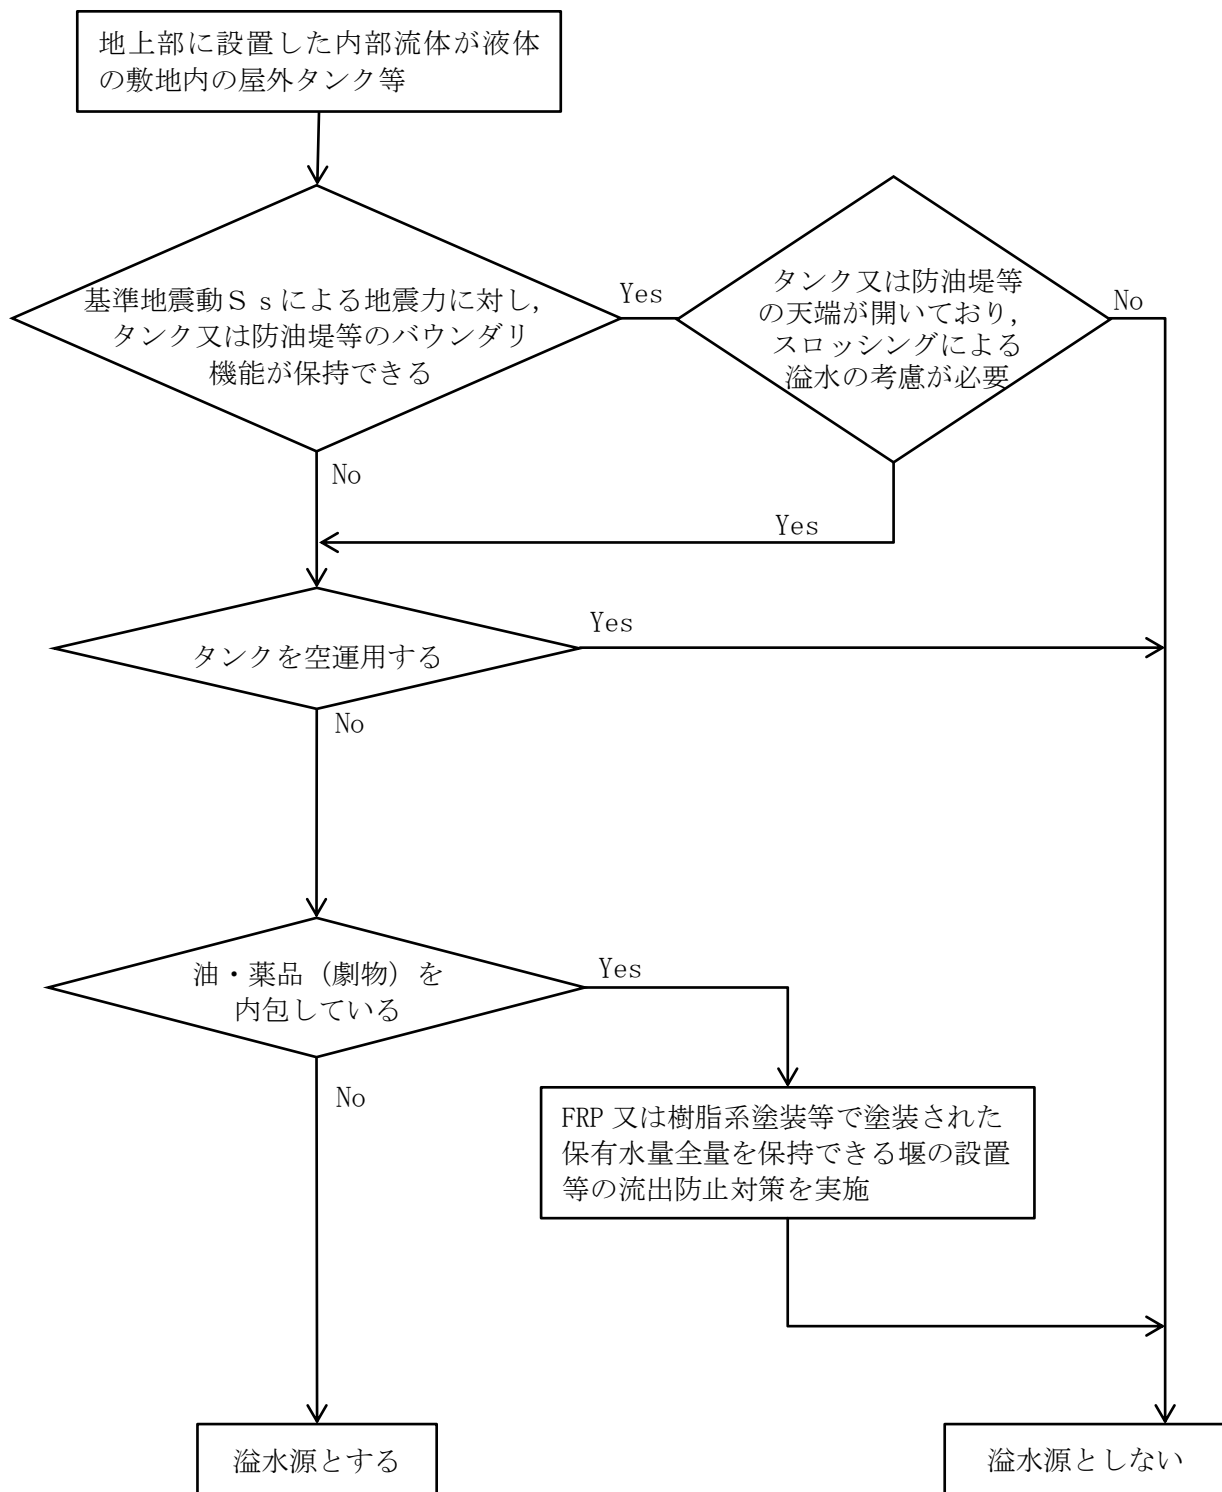 地上部に設置した内部流体が液体
の敷地内の屋外タンク等
基準地震動Ｓｓによる地震力に対し，
タンク又は防油堤等のバウンダリ
機能が保持できる
Yes
タンク又は防油堤等
の天端が開いており，
スロッシングによる
溢水の考慮が必要
No
No
Yes
タンクを空運用する
Yes
No
油・薬品（劇物）を
内包している
Yes
No
FRP 又は樹脂系塗装等で塗装された
保有水量全量を保持できる堰の設置
等の流出防止対策を実施
溢水源とする
溢水源としない